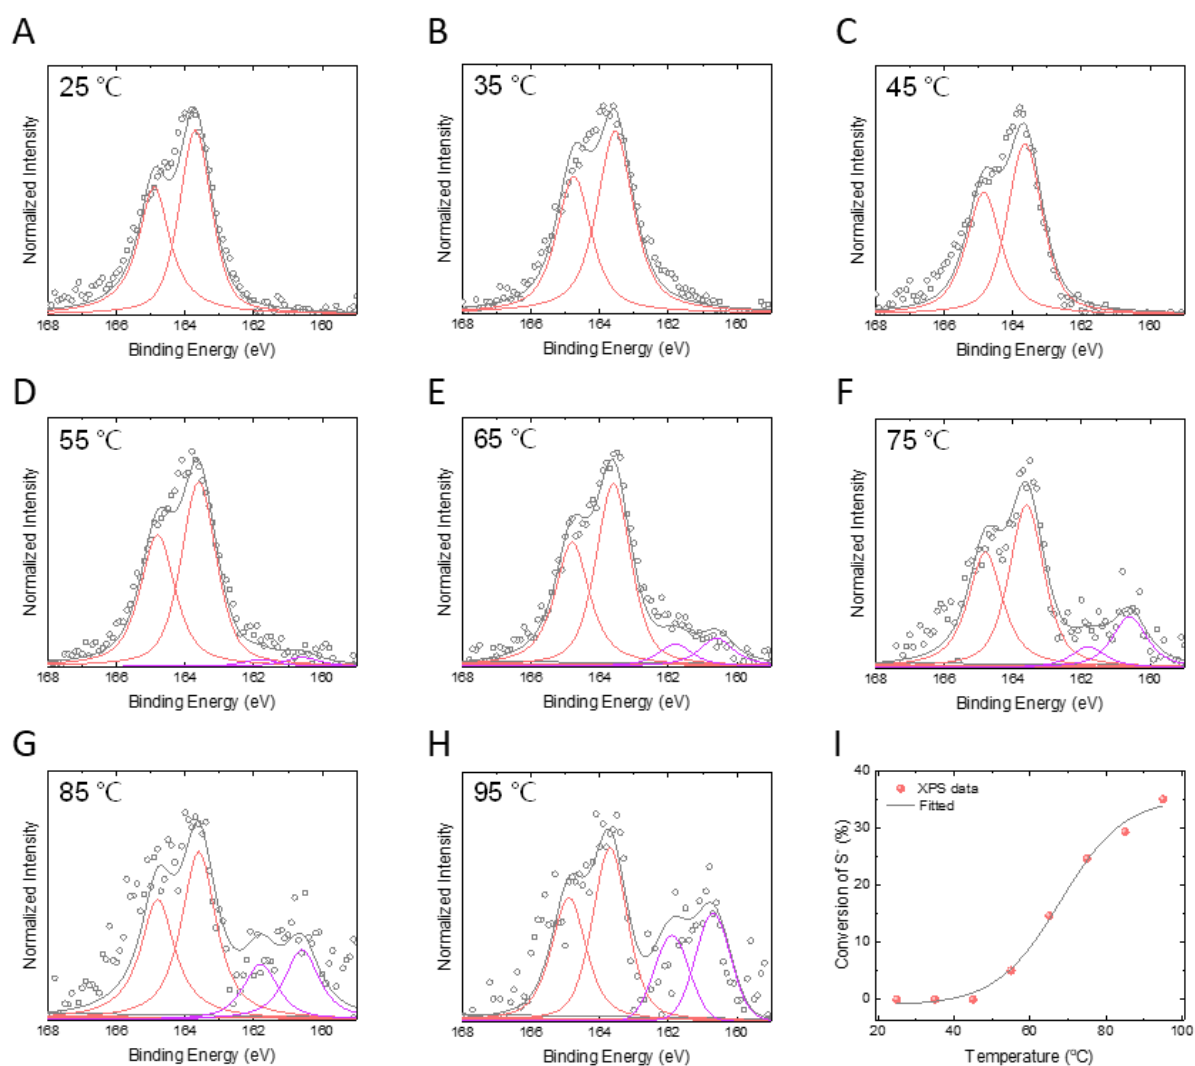 A
25 °C
Normalized Intensity
168 166 164 162 160
Binding Energy (eV)
B
35 °C
Normalized Intensity
168 166 164 162 160
Binding Energy (eV)
C
45 °C
Normalized Intensity
168 166 164 162 160
Binding Energy (eV)
D
55 °C
Normalized Intensity
168 166 164 162 160
Binding Energy (eV)
E
65 °C
Normalized Intensity
168 166 164 162 160
Binding Energy (eV)
F
75 °C
Normalized Intensity
168 166 164 162 160
Binding Energy (eV)
G
85 °C
Normalized Intensity
168 166 164 162 160
Binding Energy (eV)
H
95 °C
Normalized Intensity
168 166 164 162 160
Binding Energy (eV)
I
XPS data
Fitted
Conversion of S⁻ (%)
40
30
20
10
0
20 40 60 80 100
Temperature (°C)